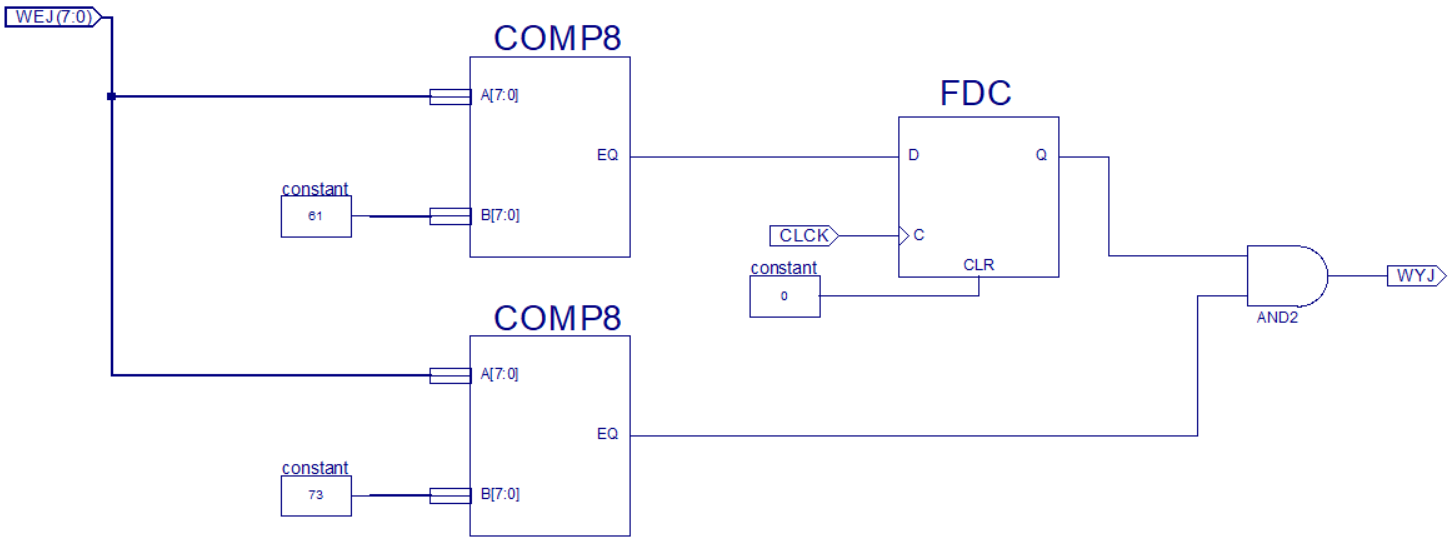 WEJ(7:0)
COMP8
A[7:0]
EQ
constant
61
B[7:0]
FDC
D
Q
CLCK
C
CLR
constant
0
WYJ
AND2
COMP8
A[7:0]
EQ
constant
73
B[7:0]